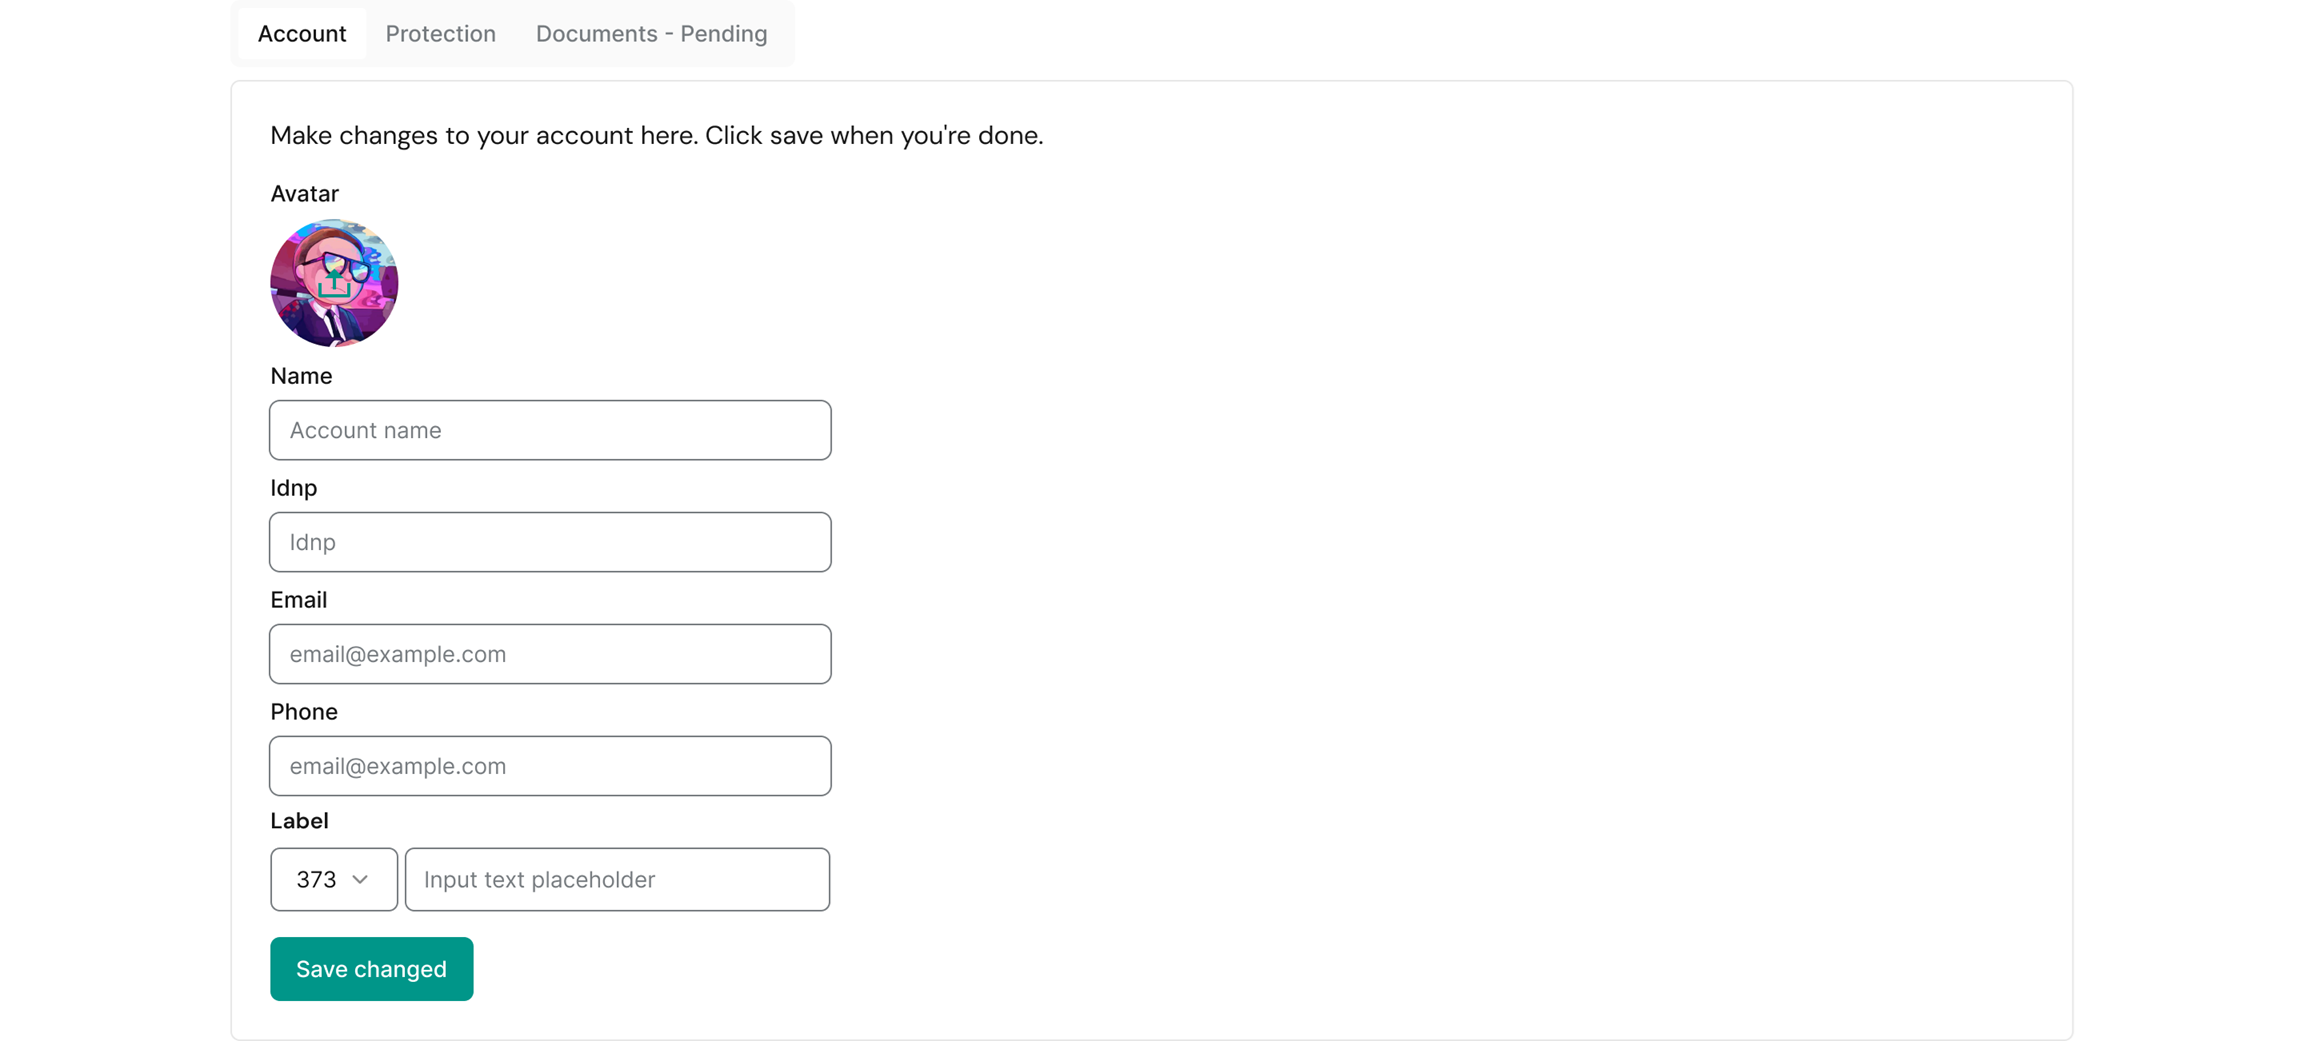 Account Protection Documents - Pending
Make changes to your account here. Click save when you're done.
Avatar
Name
Account name
Idnp
Idnp
Email
email@example.com
Phone
email@example.com
Label
373 Input text placeholder
Save changed